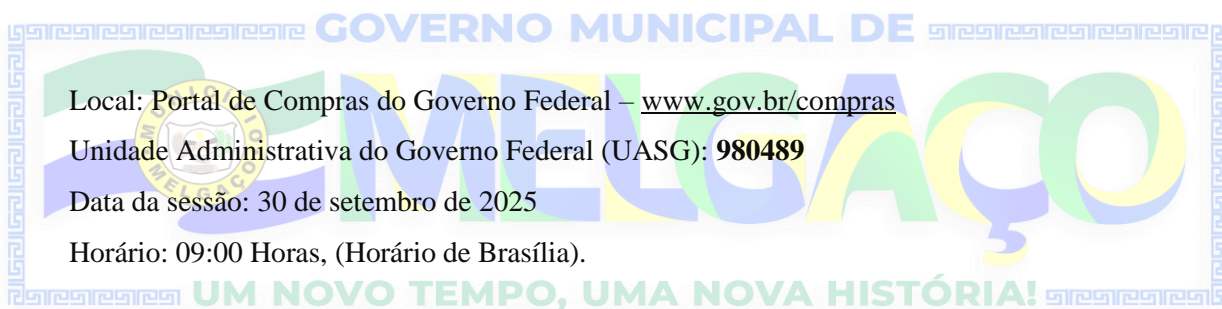 GOVERNO MUNICIPAL DE
MELGAÇO
Local: Portal de Compras do Governo Federal – www.gov.br/compras
Unidade Administrativa do Governo Federal (UASG): 980489
Data da sessão: 30 de setembro de 2025
Horário: 09:00 Horas, (Horário de Brasília).
UM NOVO TEMPO, UMA NOVA HISTÓRIA!